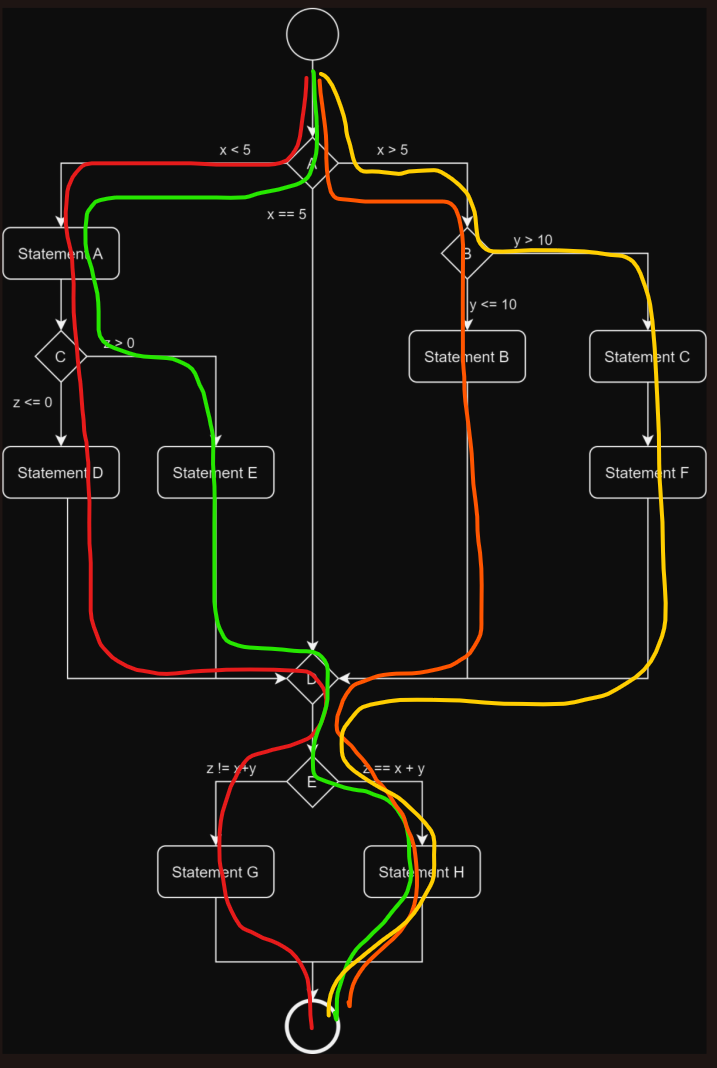 x < 5
x > 5
A
x == 5
Statement A
B
y > 10
y <= 10
z > 0
C
Statement B
Statement C
z <= 0
Statement D
Statement E
Statement F
D
z != x+y
z == x + y
E
Statement G
Statement H